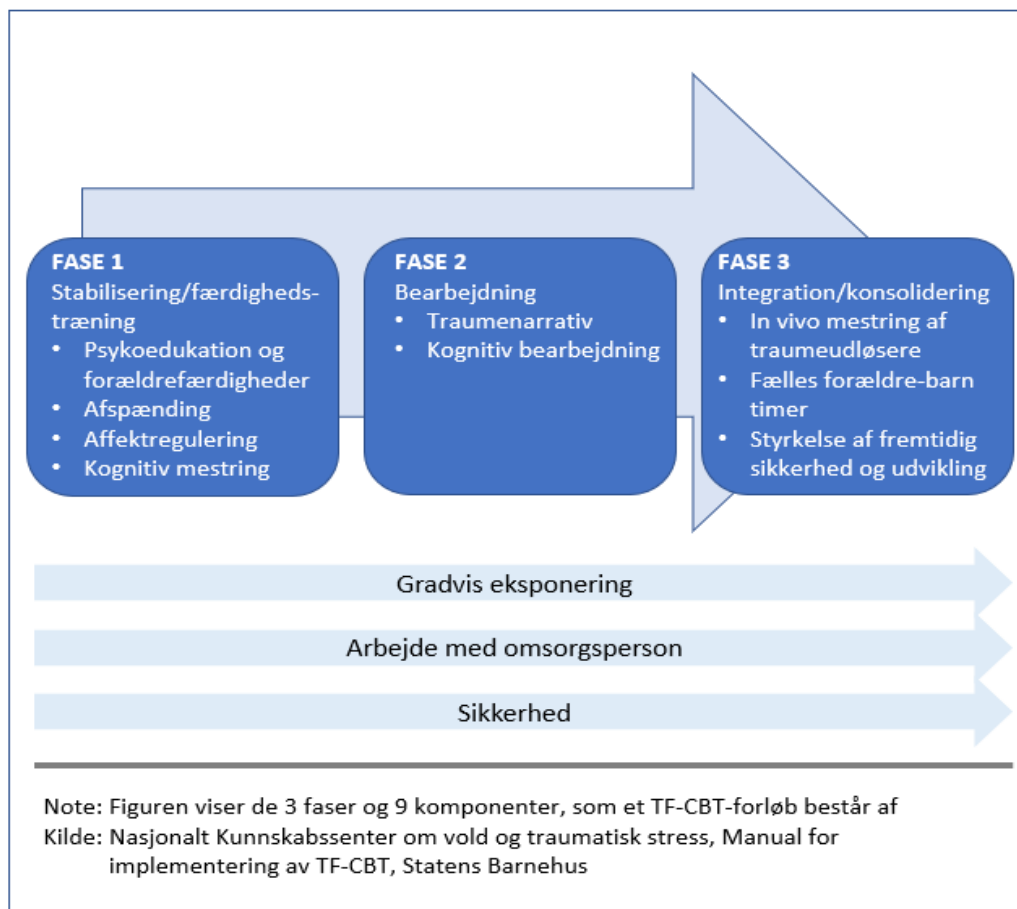 FASE 1
Stabilisering/færdigheds-
træning
• Psykoedukation og
forældrefærdigheder
• Afspænding
• Affektregulering
• Kognitiv mestring
FASE 2
Bearbejdning
• Traumenarrativ
• Kognitiv bearbejdning
FASE 3
Integration/konsolidering
• In vivo mestring af
traumeudløsere
• Fælles forældre-barn
timer
• Styrkelse af fremtidig
sikkerhed og udvikling
Gradvis eksponering
Arbejde med omsorgsperson
Sikkerhed
Note: Figuren viser de 3 faser og 9 komponenter, som et TF-CBT-forløb består af
Kilde: Nasjonalt Kunnskabssenter om vold og traumatisk stress, Manual for
implementering av TF-CBT, Statens Barnehus